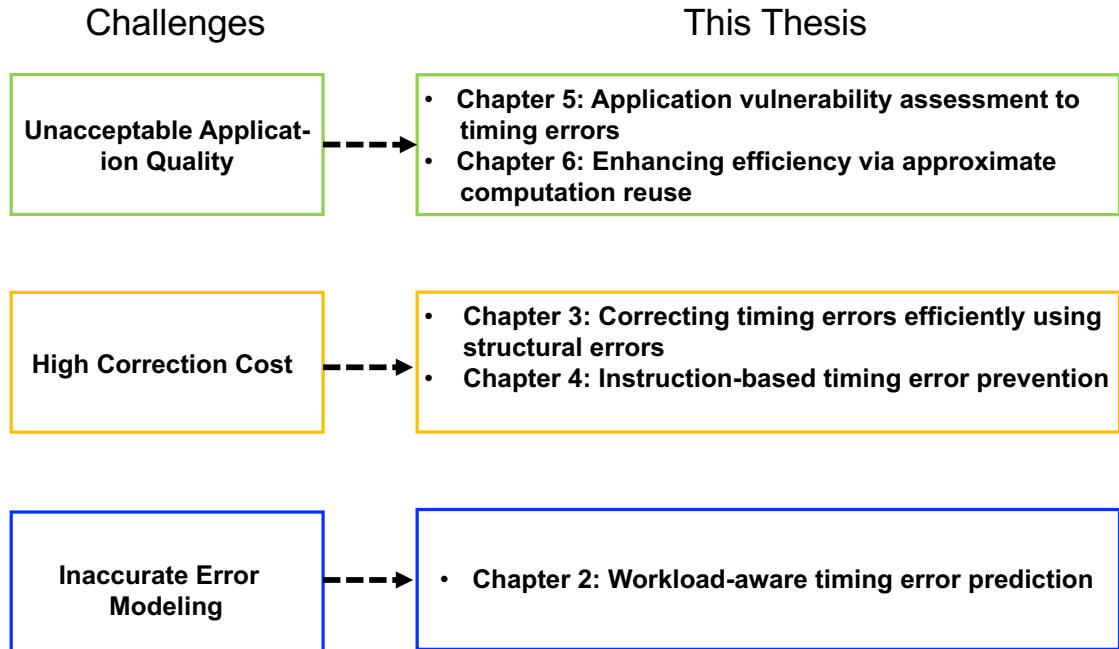 Challenges
This Thesis
Unacceptable Applicat-
ion Quality
• Chapter 5: Application vulnerability assessment to
timing errors
• Chapter 6: Enhancing efficiency via approximate
computation reuse
High Correction Cost
• Chapter 3: Correcting timing errors efficiently using
structural errors
• Chapter 4: Instruction-based timing error prevention
Inaccurate Error
Modeling
• Chapter 2: Workload-aware timing error prediction